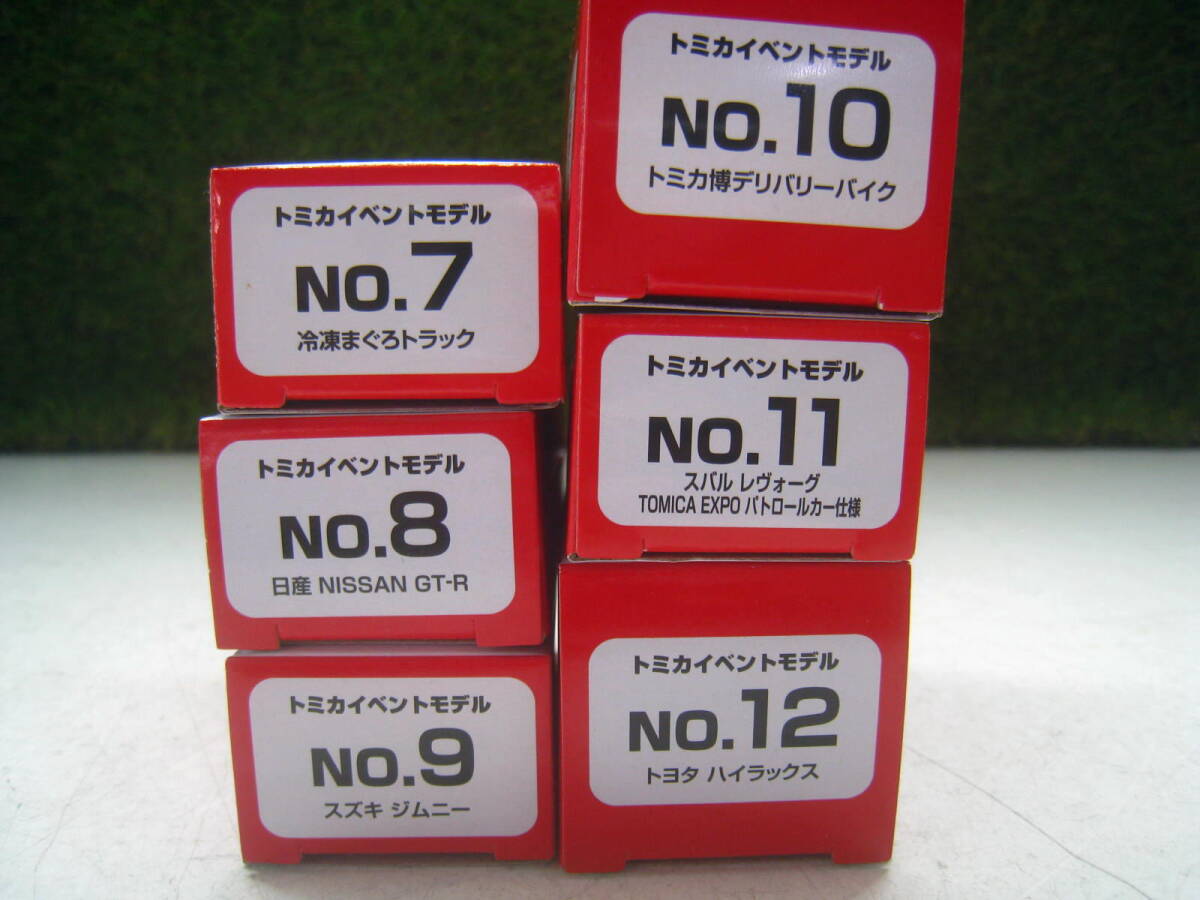 トミカイベントモデル
NO.7
冷凍まぐろトラック
トミカイベントモデル
NO.8
日産 NISSAN GT-R
トミカイベントモデル
NO.9
スズキ ジムニー
トミカイベントモデル
NO.10
トミカ博デリバリーバイク
トミカイベントモデル
NO.11
スバル レヴォーグ
TOMICA EXPO パトロールカー仕様
トミカイベントモデル
NO.12
トヨタ ハイラックス